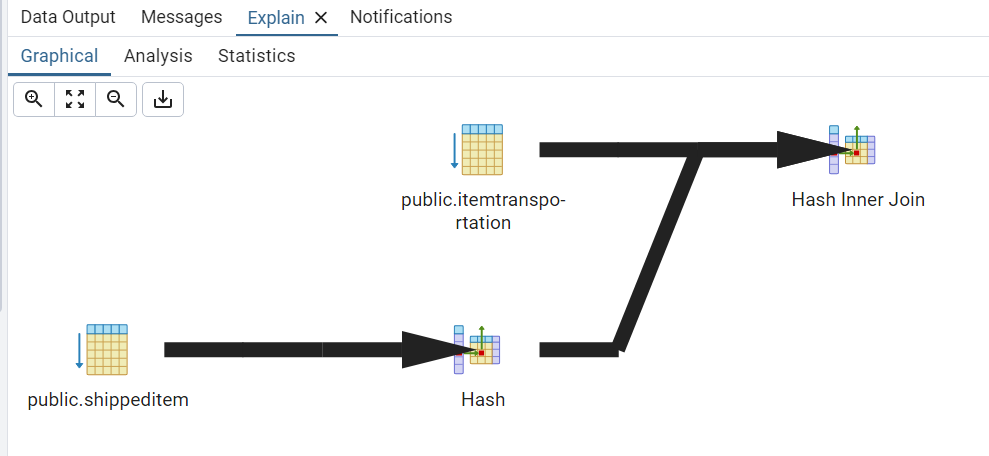 Data Output Messages Explain Notifications
Graphical Analysis Statistics
public.itemtranspo-
rtation
Hash Inner Join
public.shippeditem
Hash